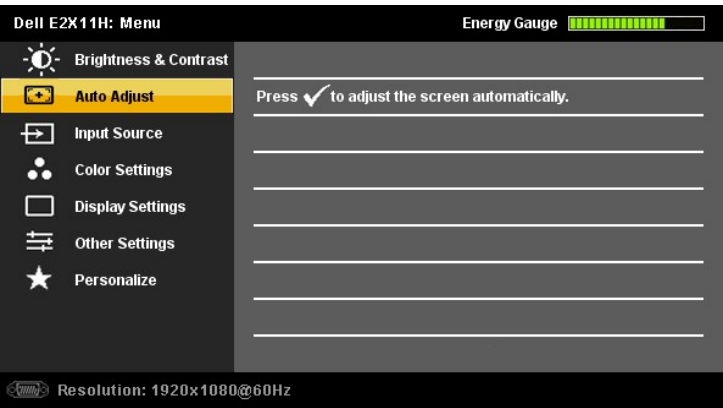 Dell E2X11H: Menu
Energy Gauge
Brightness & Contrast
Auto Adjust
Press ✓ to adjust the screen automatically.
Input Source
Color Settings
Display Settings
Other Settings
Personalize
Resolution: 1920x1080@60Hz